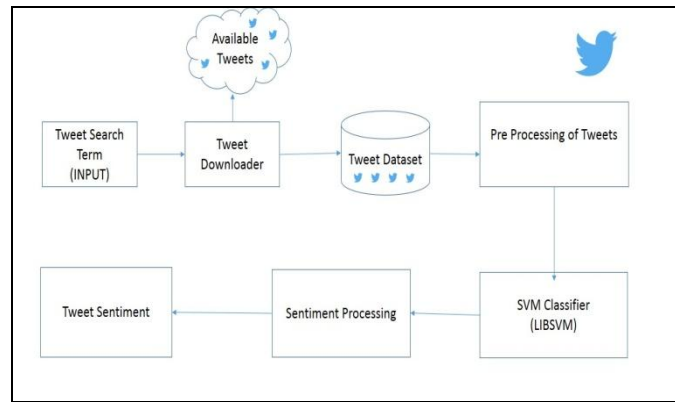 Available
Tweets
Tweet Search
Term
(INPUT)
Tweet
Downloader
Tweet Dataset
Pre Processing of Tweets
Tweet Sentiment
Sentiment Processing
SVM Classifier
(LIBSVM)